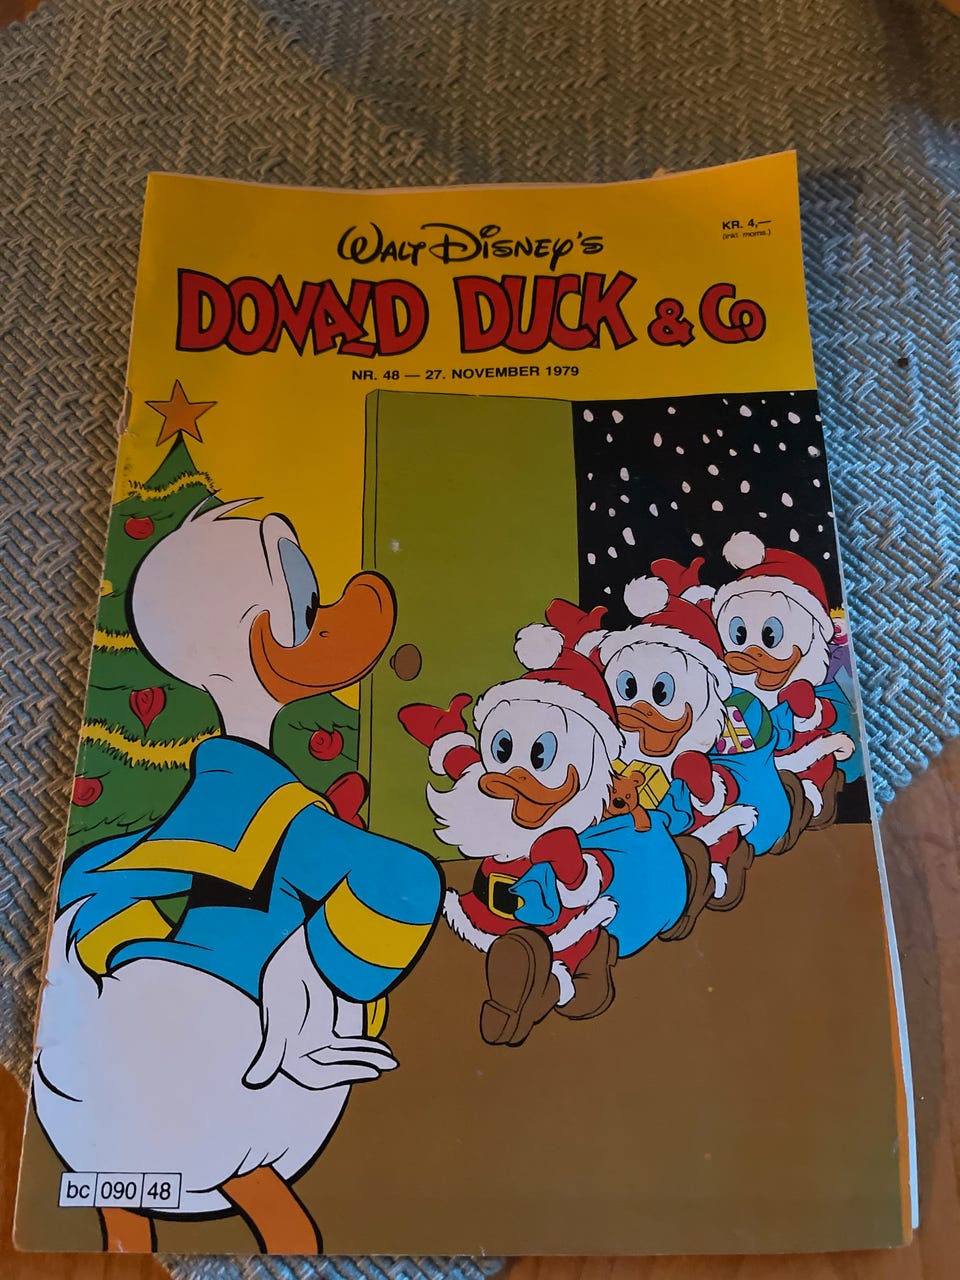 Walt Disney's
KR. 4,—
(inkl. moms.)
DONALD DUCK & Co
NR. 48 — 27. NOVEMBER 1979
bc 090 48